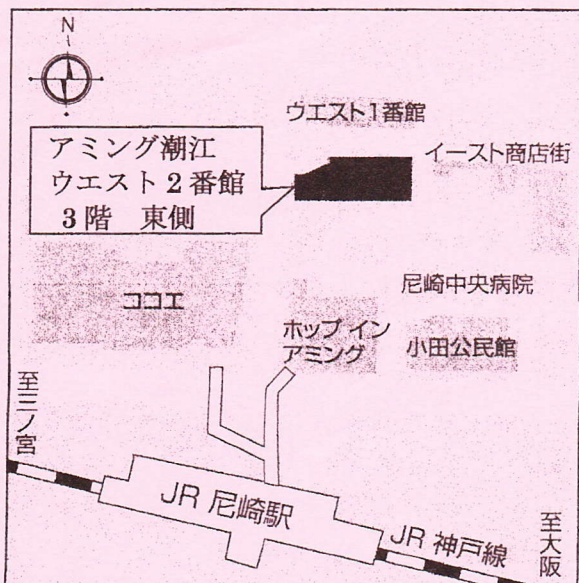 N
ウエスト1番館
アミング潮江
ウエスト2番館
3階 東側
イースト商店街
ココエ
尼崎中央病院
ホップ イン
アミング
小田公民館
至三ノ宮
JR 尼崎駅
JR 神戸線
至大阪